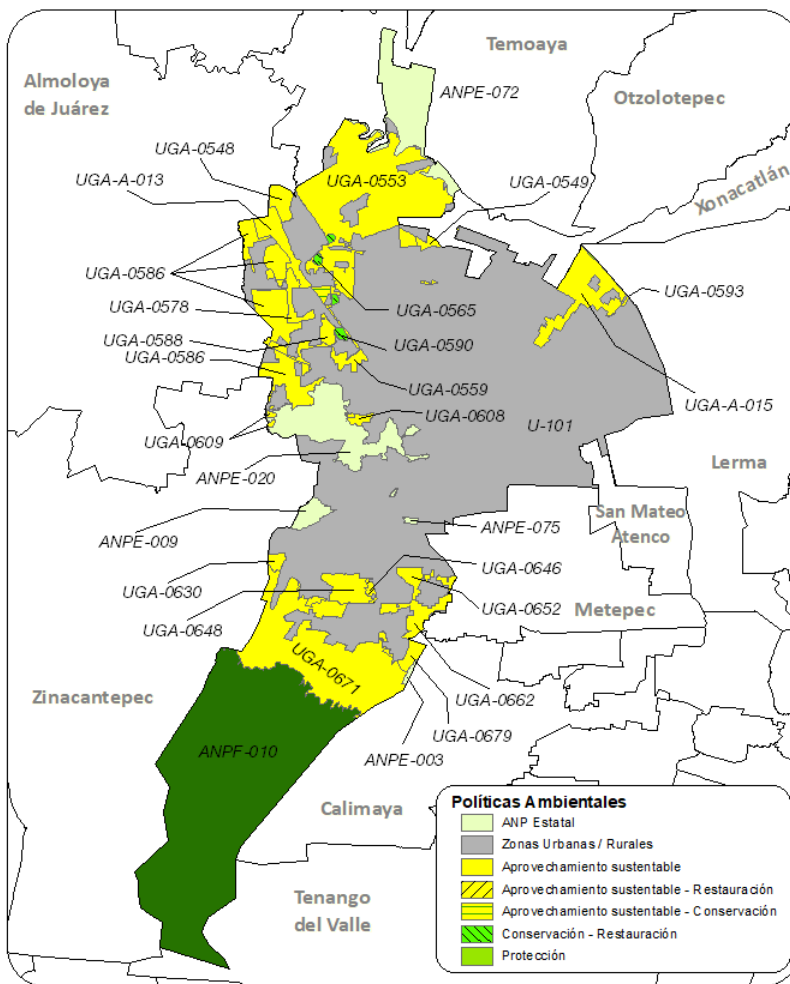 Temoaya
Almoloya
de Juárez
ANPE-072
Otzolotepec
UGA-0548
UGA-A-013
UGA-0553
UGA-0549
Xonacatlán
UGA-0586
UGA-0593
UGA-0578
UGA-0565
UGA-0588
UGA-0590
UGA-0586
UGA-0559
UGA-A-015
UGA-0608
U-101
UGA-0609
Lerma
ANPE-020
San Mateo
Atenco
ANPE-009
ANPE-075
UGA-0646
UGA-0630
UGA-0652
Metepec
UGA-0648
UGA-0671
Zinacantepec
UGA-0662
UGA-0679
ANPF-010
ANPE-003
Calimaya
Tenango
del Valle
Políticas Ambientales
ANP Estatal
Zonas Urbanas / Rurales
Aprovechamiento sustentable
Aprovechamiento sustentable - Restauración
Aprovechamiento sustentable - Conservación
Conservación - Restauración
Protección